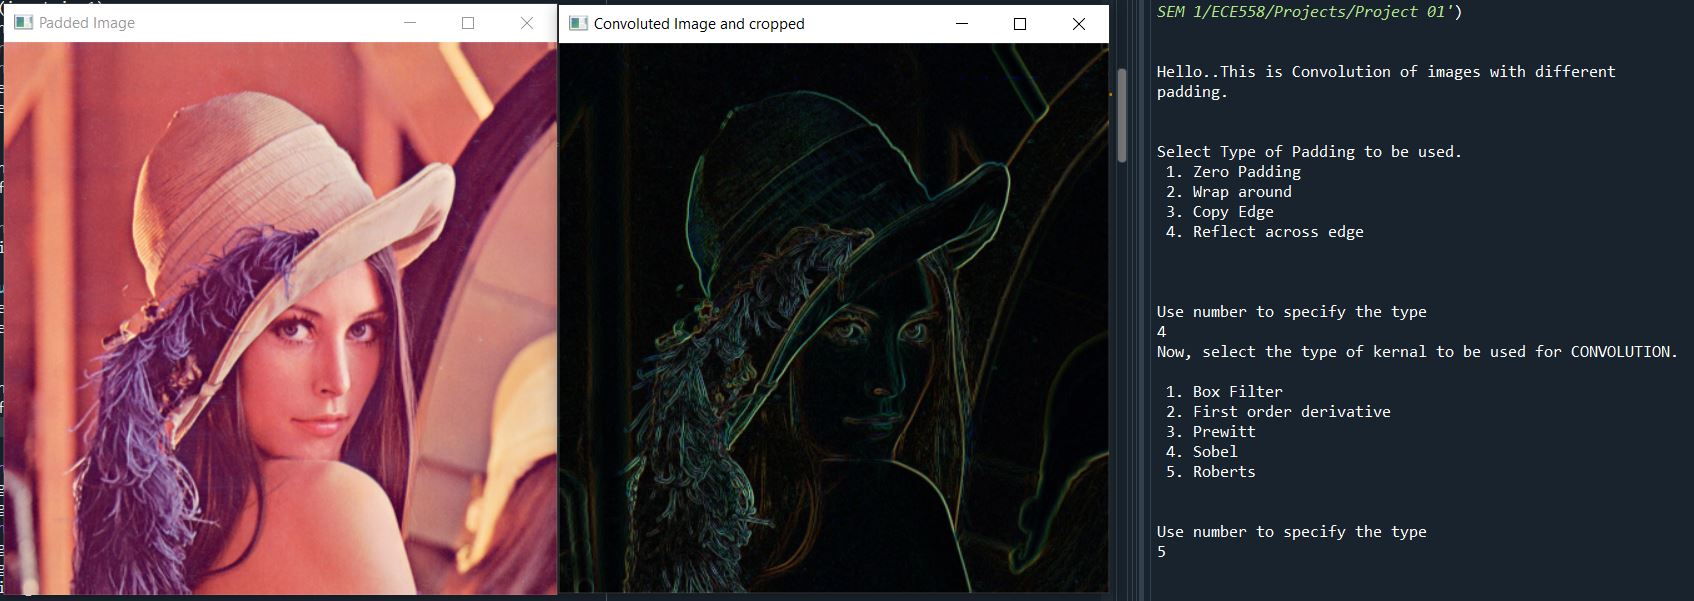 Padded Image
Convoluted Image and cropped
SEM 1/ECE558/Projects/Project 01')
Hello..This is Convolution of images with different
padding.
Select Type of Padding to be used.
1. Zero Padding
2. Wrap around
3. Copy Edge
4. Reflect across edge
Use number to specify the type
4
Now, select the type of kernal to be used for CONVOLUTION.
1. Box Filter
2. First order derivative
3. Prewitt
4. Sobel
5. Roberts
Use number to specify the type
5